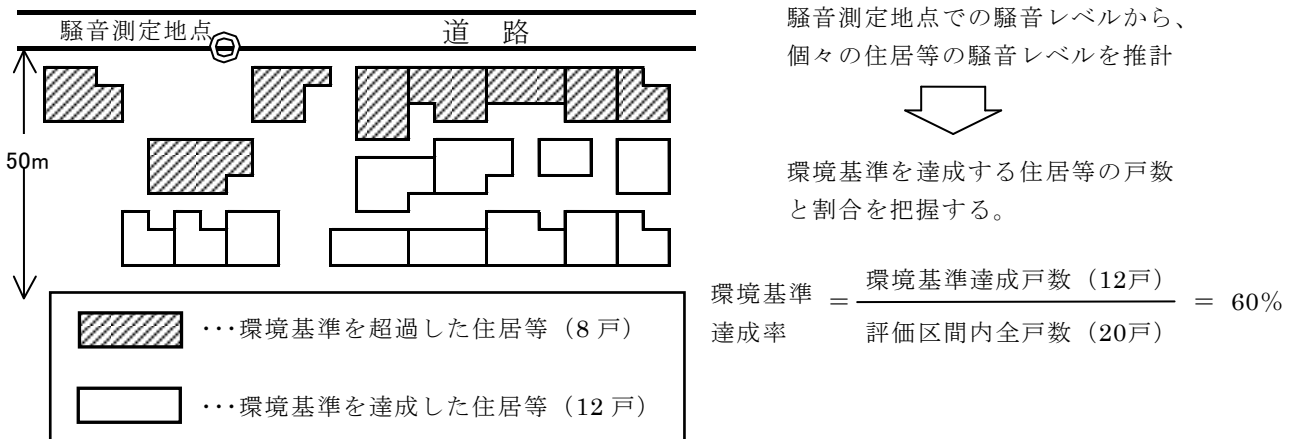 騒音測定地点
道 路
50m
･･･環境基準を超過した住居等（8 戸）
･･･環境基準を達成した住居等（12 戸）
騒音測定地点での騒音レベルから、
個々の住居等の騒音レベルを推計
環境基準を達成する住居等の戸数
と割合を把握する。
環境基準
達成率
=
環境基準達成戸数（12戸）
評価区間内全戸数（20戸）
= 60%